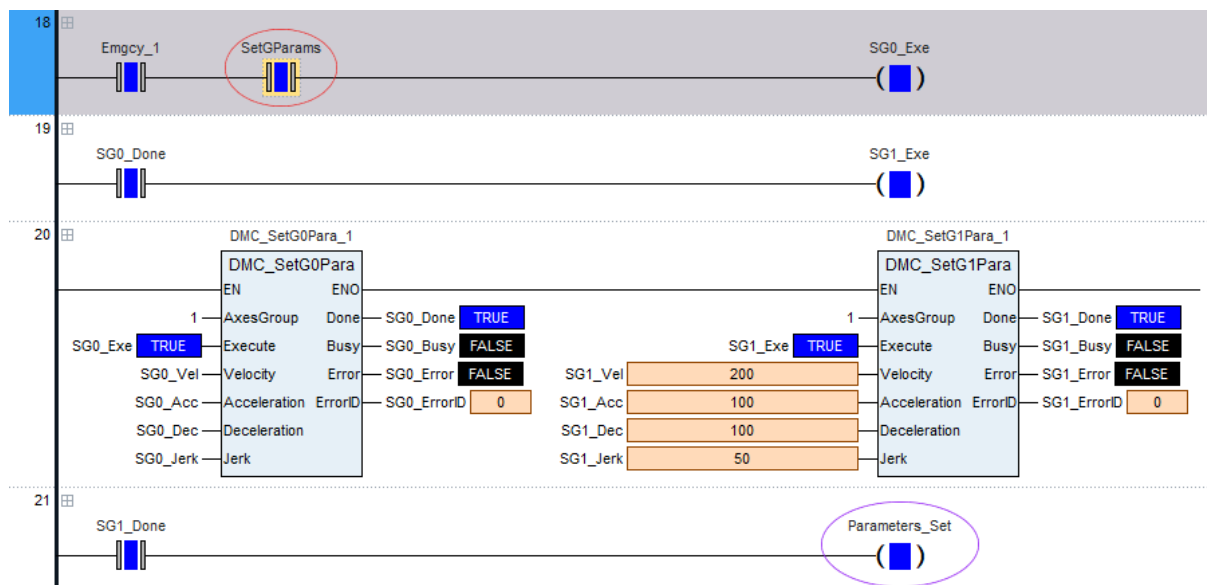 18
Emgcy_1 SetGParams SG0_Exe
19
SG0_Done SG1_Exe
20
DMC_SetG0Para_1 DMC_SetG1Para_1
DMC_SetG0Para DMC_SetG1Para
EN ENO EN ENO
1 AxesGroup Done SG0_Done TRUE 1 AxesGroup Done SG1_Done TRUE
SG0_Exe TRUE Execute Busy SG0_Busy FALSE SG1_Exe TRUE Execute Busy SG1_Busy FALSE
SG0_Vel Velocity Error SG0_Error FALSE SG1_Vel 200 Velocity Error SG1_Error FALSE
SG0_Acc Acceleration ErrorID SG0_ErrorID 0 SG1_Acc 100 Acceleration ErrorID SG1_ErrorID 0
SG0_Dec Deceleration SG1_Dec 100 Deceleration
SG0_Jerk Jerk SG1_Jerk 50 Jerk
21
SG1_Done Parameters_Set